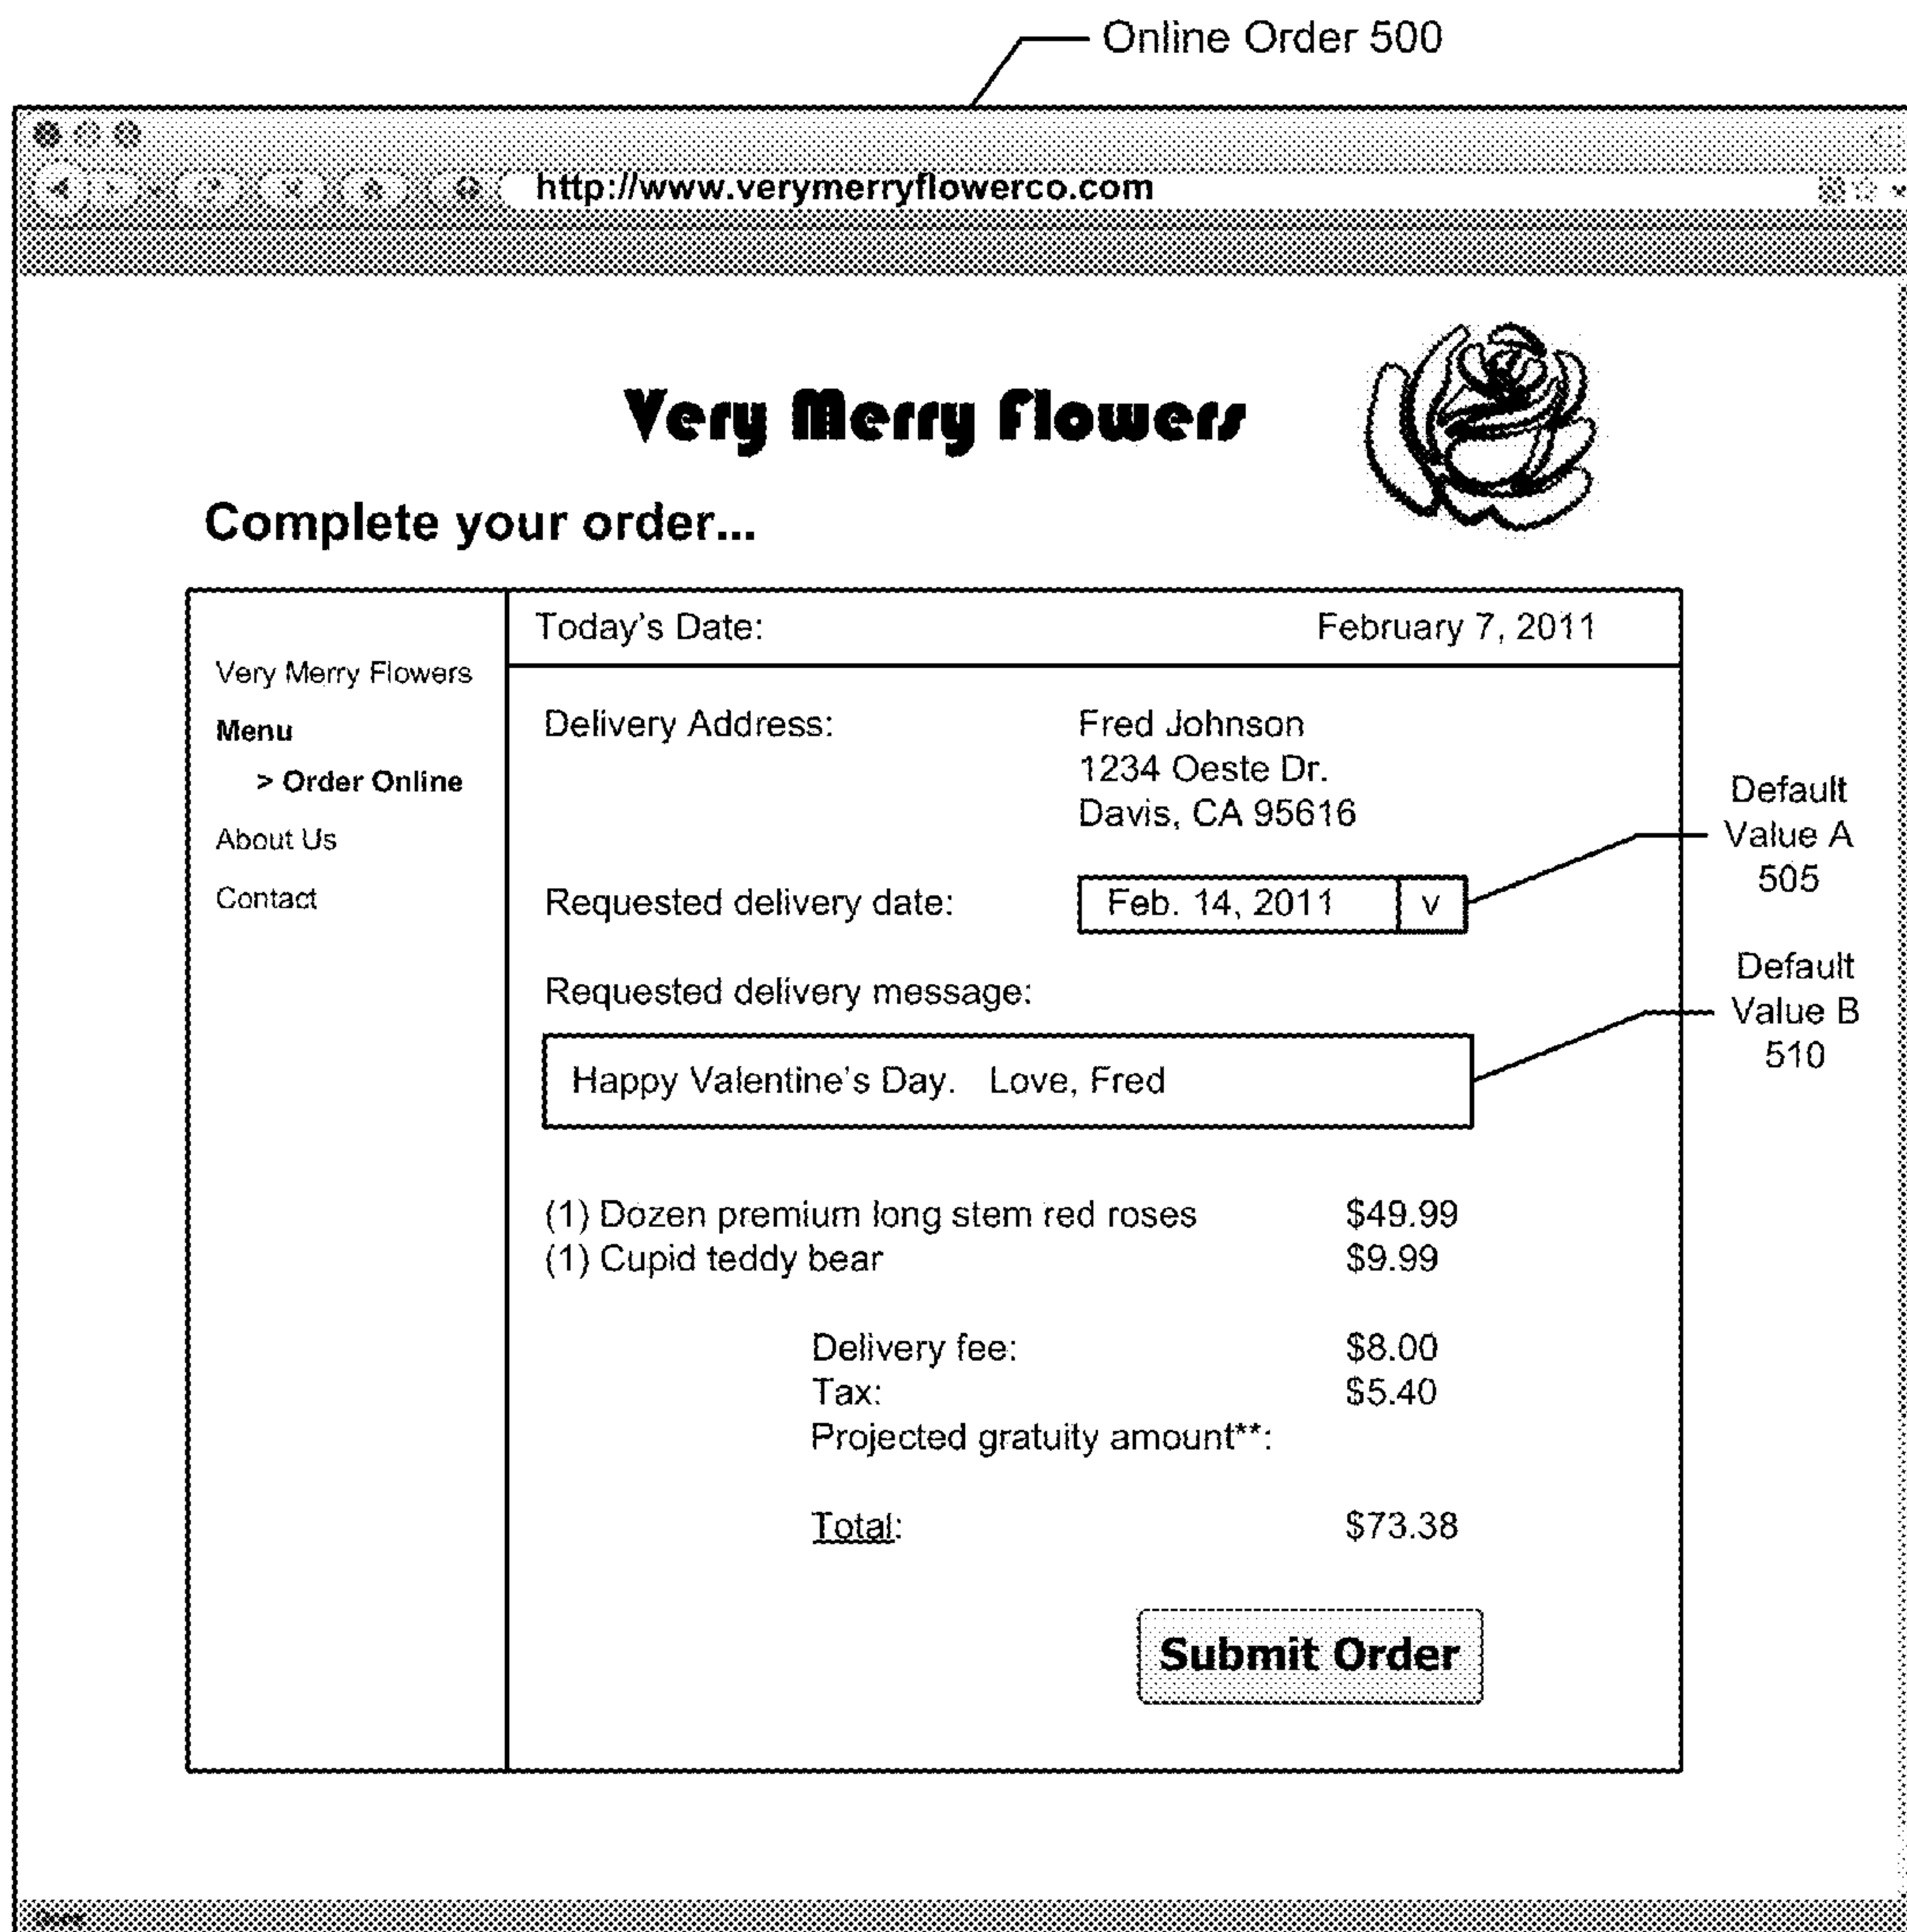 Online Order 500
http://www.verymerryflowerco.com
Very Merry Flowers
Complete your order...
Today's Date: February 7, 2011
Very Merry Flowers
Menu
> Order Online
About Us
Contact
Delivery Address: Fred Johnson
1234 Oeste Dr.
Davis, CA 95616
Requested delivery date: Feb. 14, 2011 v
Default
Value A
505
Requested delivery message:
Happy Valentine's Day. Love, Fred
Default
Value B
510
(1) Dozen premium long stem red roses $49.99
(1) Cupid teddy bear $9.99
Delivery fee: $8.00
Tax: $5.40
Projected gratuity amount**:
Total: $73.38
Submit Order
Done